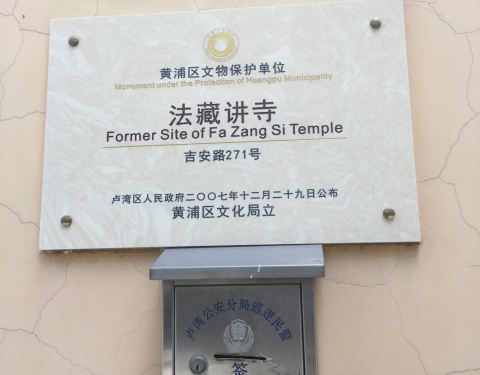 黄浦区文物保护单位
Monument under the Protection of Huangpu Municipality
法藏讲寺
Former Site of Fa Zang Si Temple
吉安路271号
卢湾区人民政府二〇〇七年十二月二十九日公布
黄浦区文化局立
卢湾公安分局巡逻民警
签